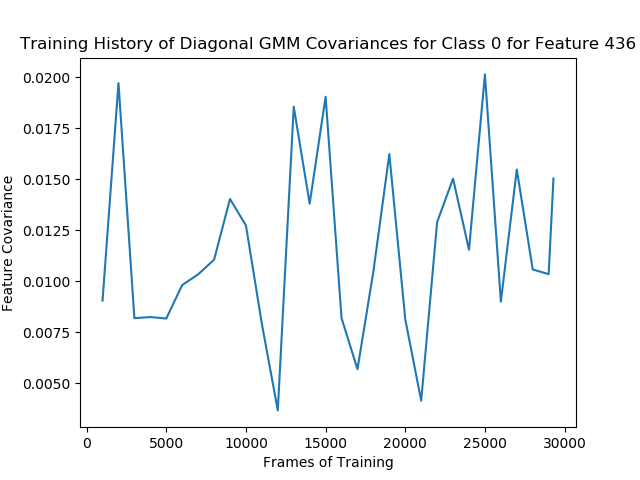 Training History of Diagonal GMM Covariances for Class 0 for Feature 436
0.0200
0.0175
0.0150
0.0125
0.0100
0.0075
0.0050
Feature Covariance
0 5000 10000 15000 20000 25000 30000
Frames of Training